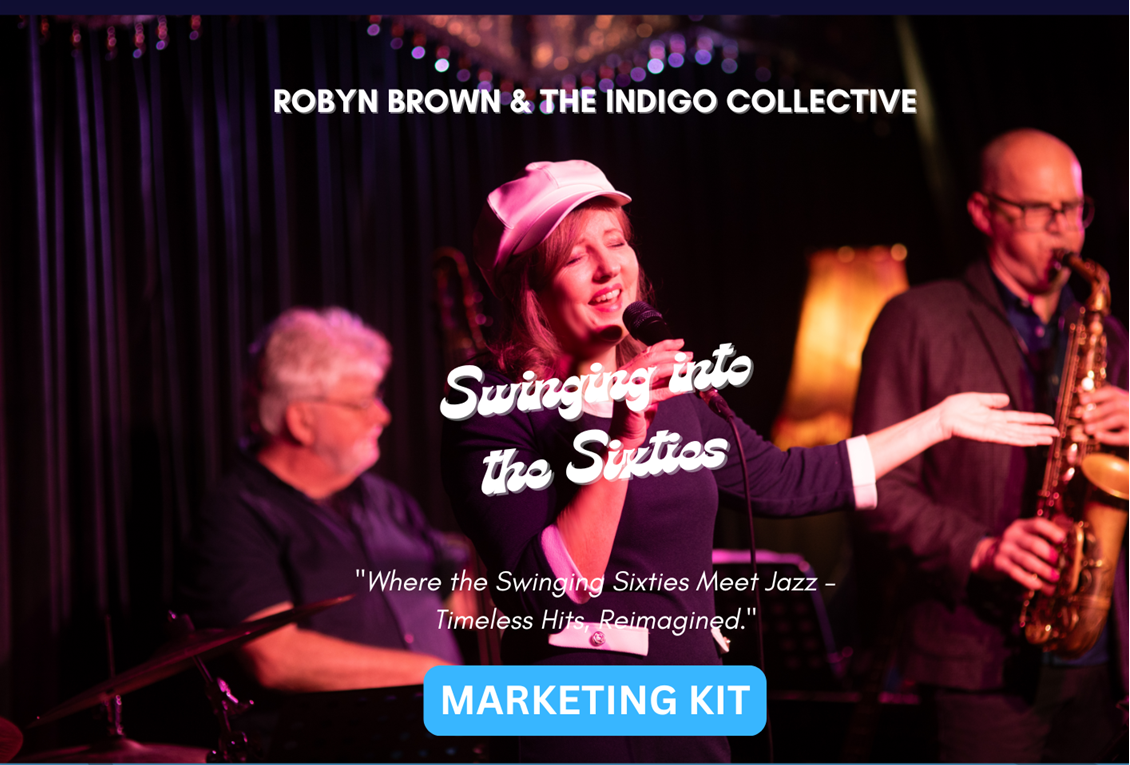 ROBYN BROWN & THE INDIGO COLLECTIVE
Swinging into
the Sixties
"Where the Swinging Sixties Meet Jazz –
Timeless Hits, Reimagined."
MARKETING KIT